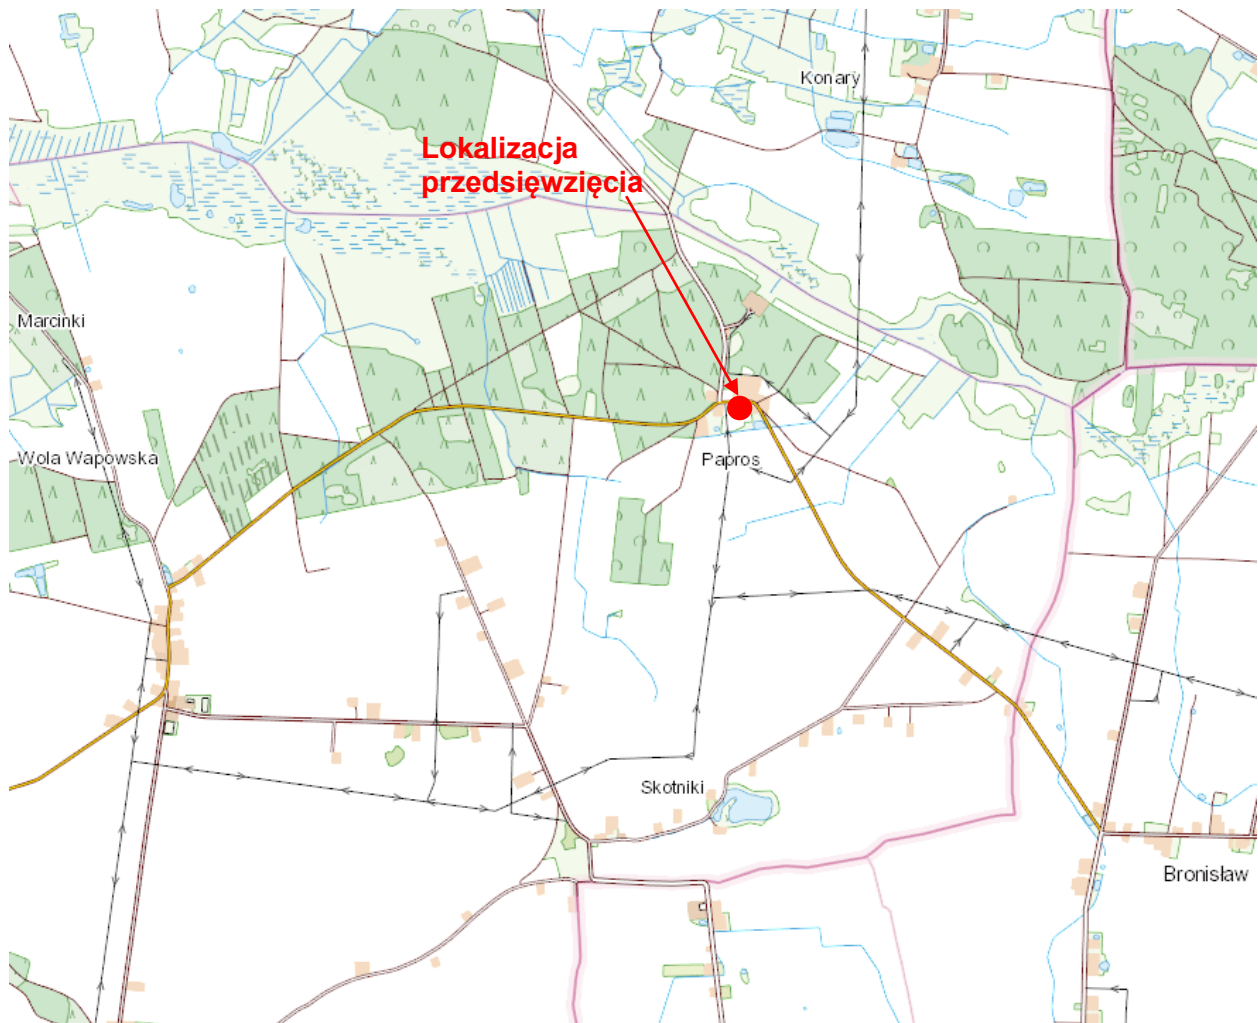 Konary
Lokalizacja
przedsięwzięcia
Marcinki
Wola Wapowska
Papros
Skotniki
Bronisław